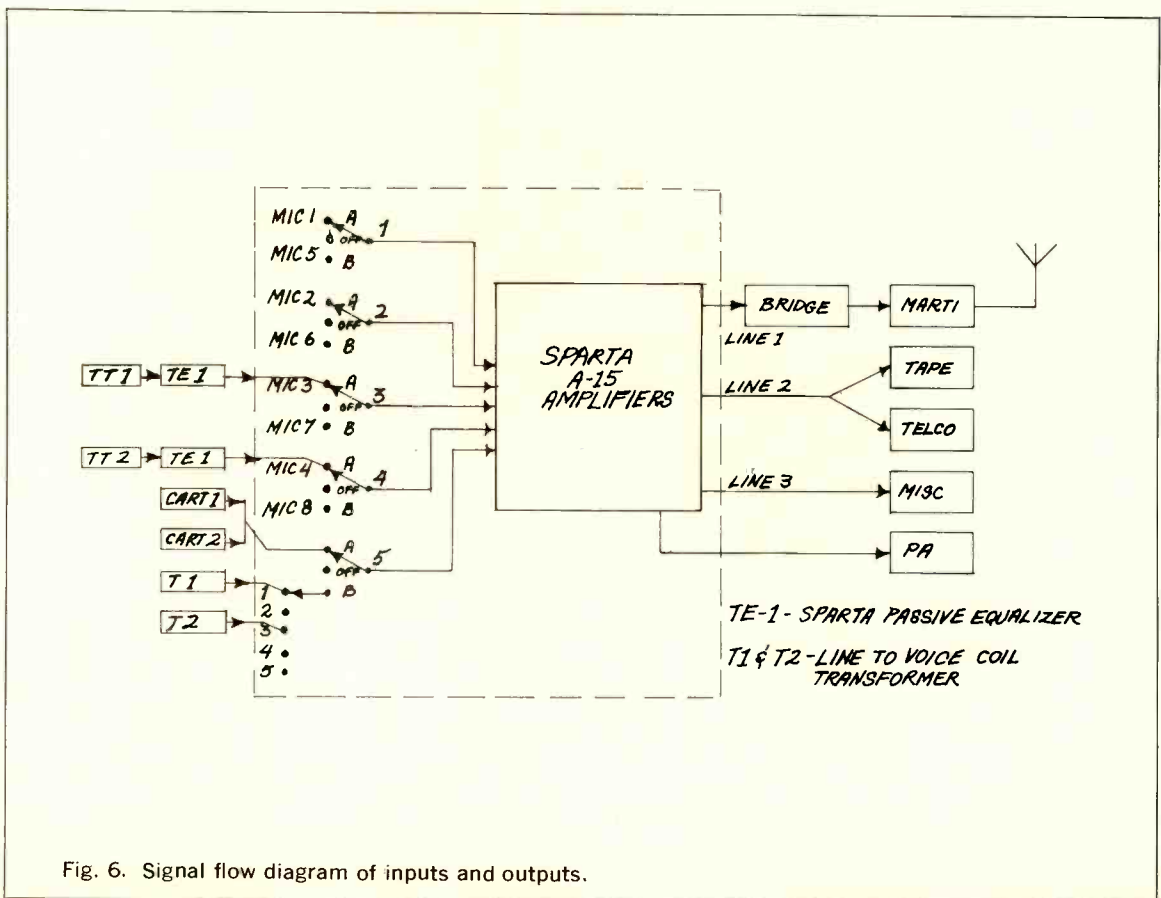 MIC 1
A
1
OFF
MIC 5
B
MIC 2
A
2
OFF
MIC 6
B
TT 1
TE 1
MIC 3
A
3
OFF
MIC 7
B
TT 2
TE 1
MIC 4
A
4
OFF
MIC 8
B
CART 1
CART 2
A
5
OFF
B
T 1
T2
1
2
3
4
5
SPARTA
A-15
AMPLIFIERS
BRIDGE
MARTI
LINE 1
LINE 2
TAPE
TELCO
LINE 3
MISC
PA
TE-1 - SPARTA PASSIVE EQUALIZER
T1 & T2 - LINE TO VOICE COIL
TRANSFORMER
Fig. 6. Signal flow diagram of inputs and outputs.